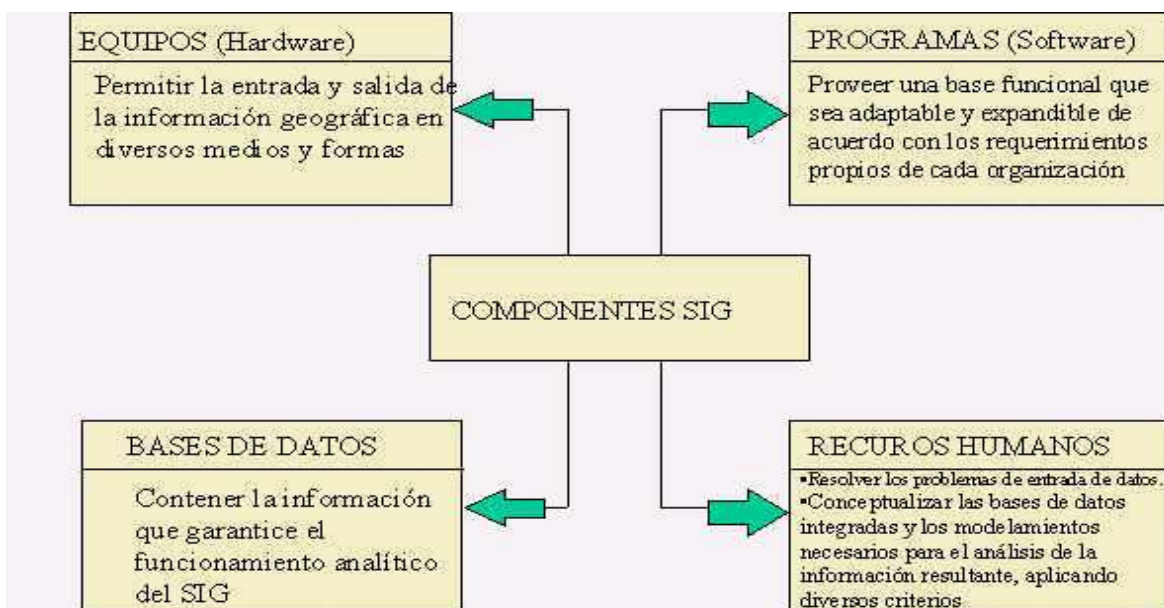 EQUIPOS (Hardware)
Permitir la entrada y salida de
la información geográfica en
diversos medios y formas
PROGRAMAS (Software)
Proveer una base funcional que
sea adaptable y expandible de
acuerdo con los requerimientos
propios de cada organización
COMPONENTES SIG
BASES DE DATOS
Contener la información
que garantice el
funcionamiento analítico
del SIG
RECUROS HUMANOS
▪Resolver los problemas de entrada de datos.
▪Conceptualizar las bases de datos
integradas y los modelamientos
necesarios para el análisis de la
información resultante, aplicando
diversos criterios